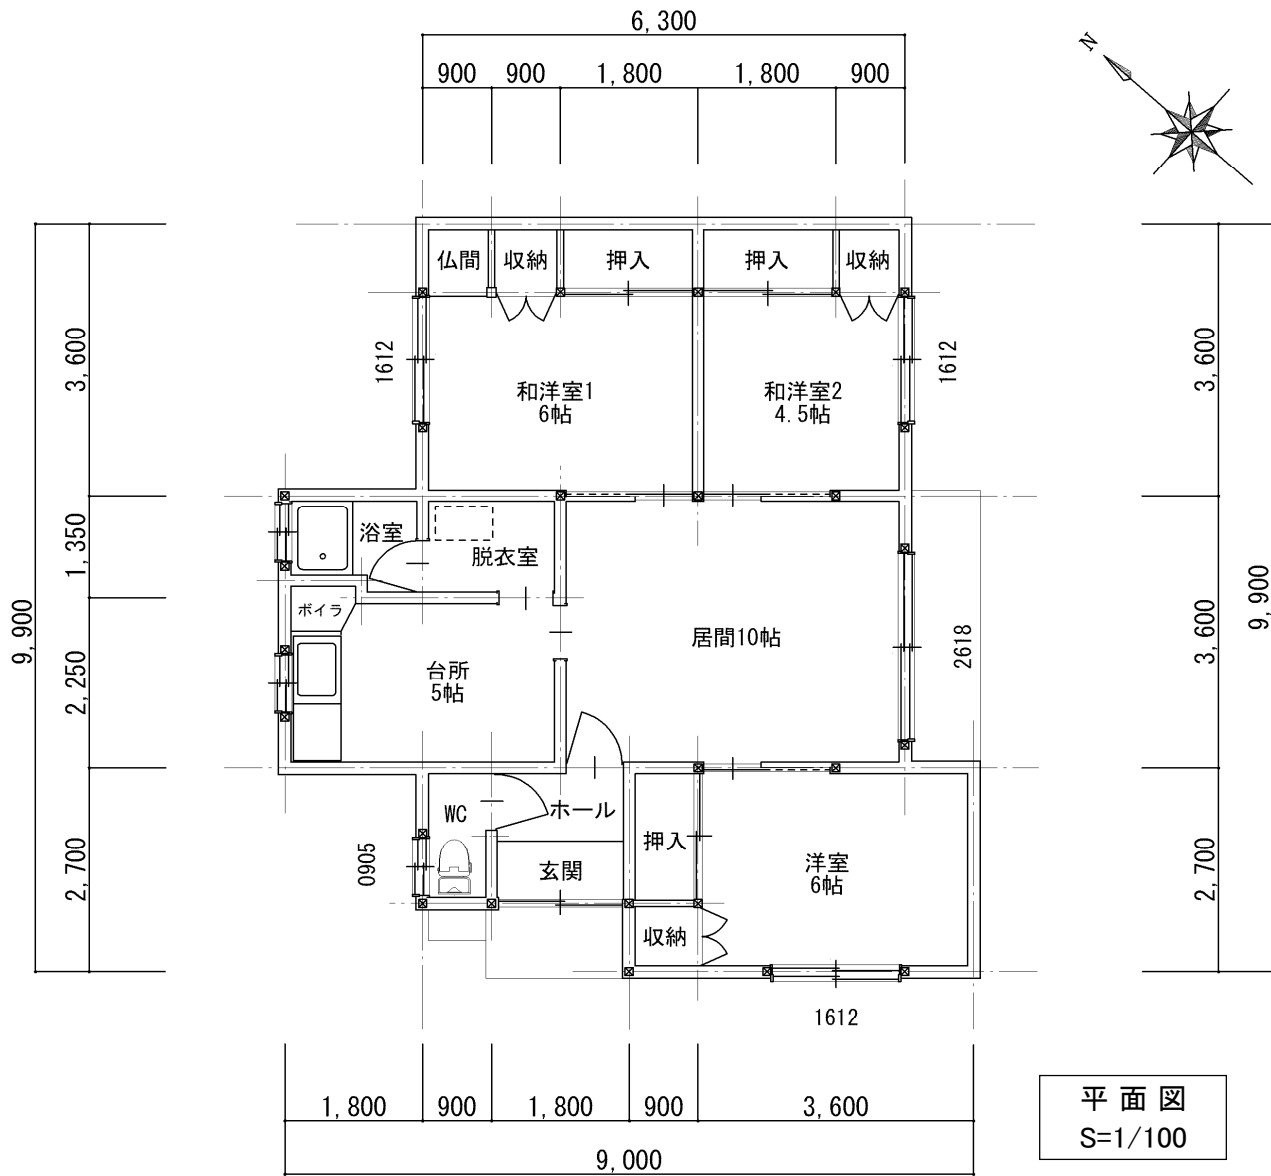 6,300
900 900 1,800 1,800 900
N
仏間 収納 押入 押入 収納
3,600
1612
和洋室1
6帖
和洋室2
4.5帖
1612
3,600
1,350
浴室
脱衣室
9,900
ボイラ
居間10帖
2618
3,600
9,900
2,250
台所
5帖
2,700
0905
WC
ホール
玄関
押入
洋室
6帖
収納
2,700
1612
1,800 900 1,800 900 3,600
9,000
平面図
S=1/100